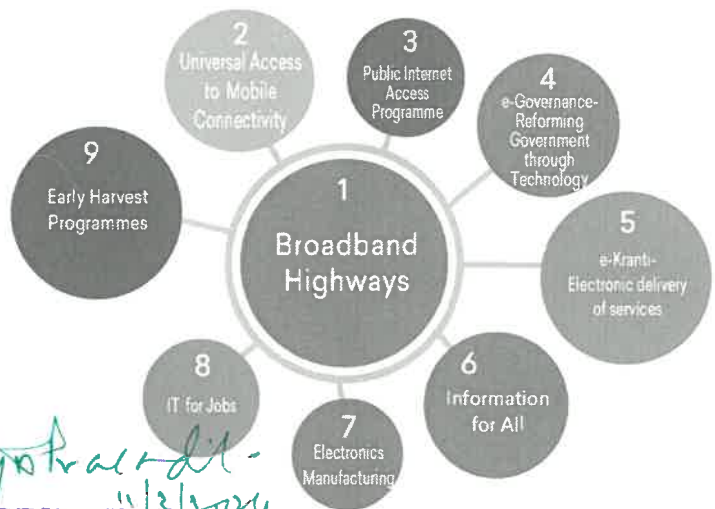 1
Broadband
Highways
2
Universal Access
to Mobile
Connectivity
3
Public Internet
Access
Programme
4
e-Governance-
Reforming
Government
through
Technology
5
e-Kranti-
Electronic delivery
of services
6
Information
for All
7
Electronics
Manufacturing
8
IT for Jobs
9
Early Harvest
Programmes